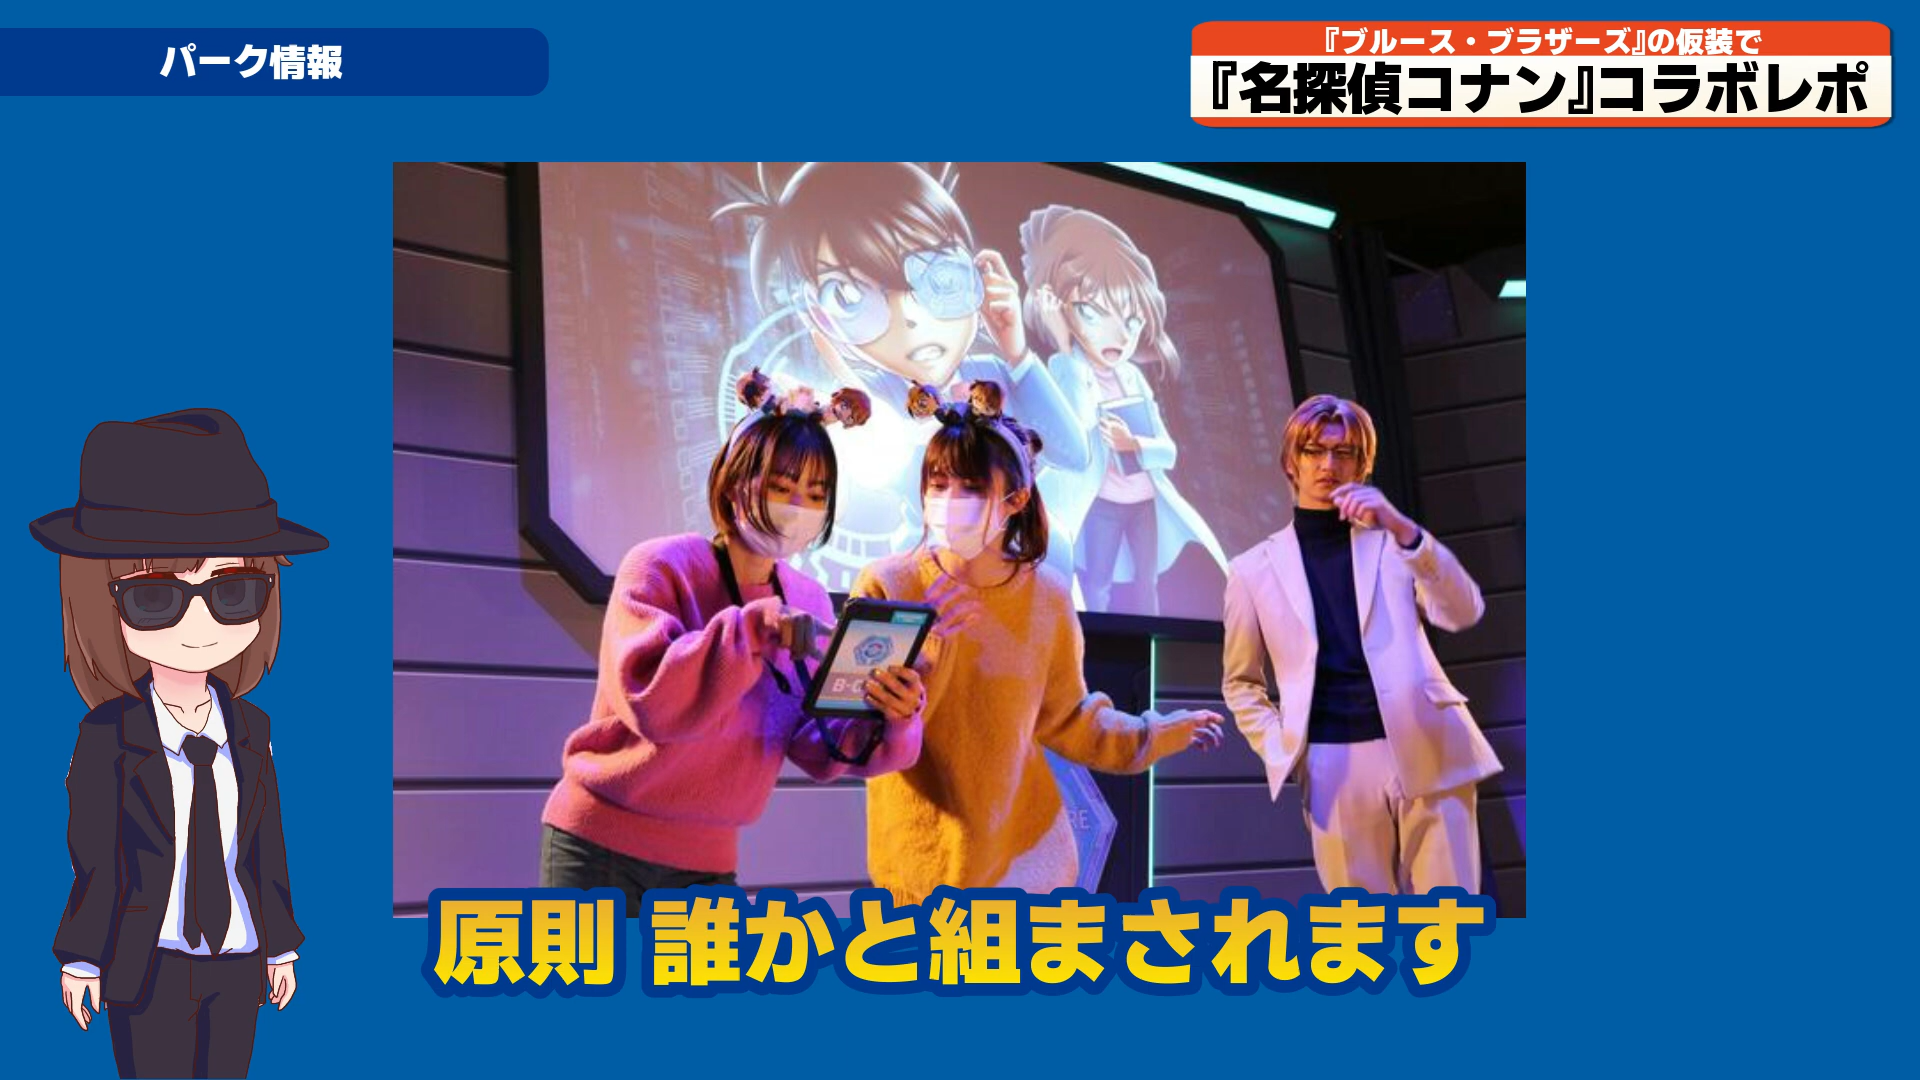 パーク情報
『ブルース・ブラザーズ』の仮装で
『名探偵コナン』コラボレポ
原則 誰かと組まされます